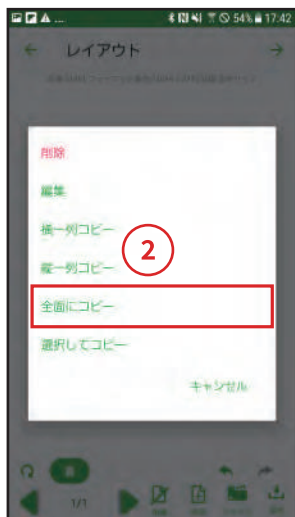 A ... 54% 17:42
レイアウト
削除
編集
横一列コピー
縦一列コピー
2
全面にコピー
選択してコピー
キャンセル
1/1